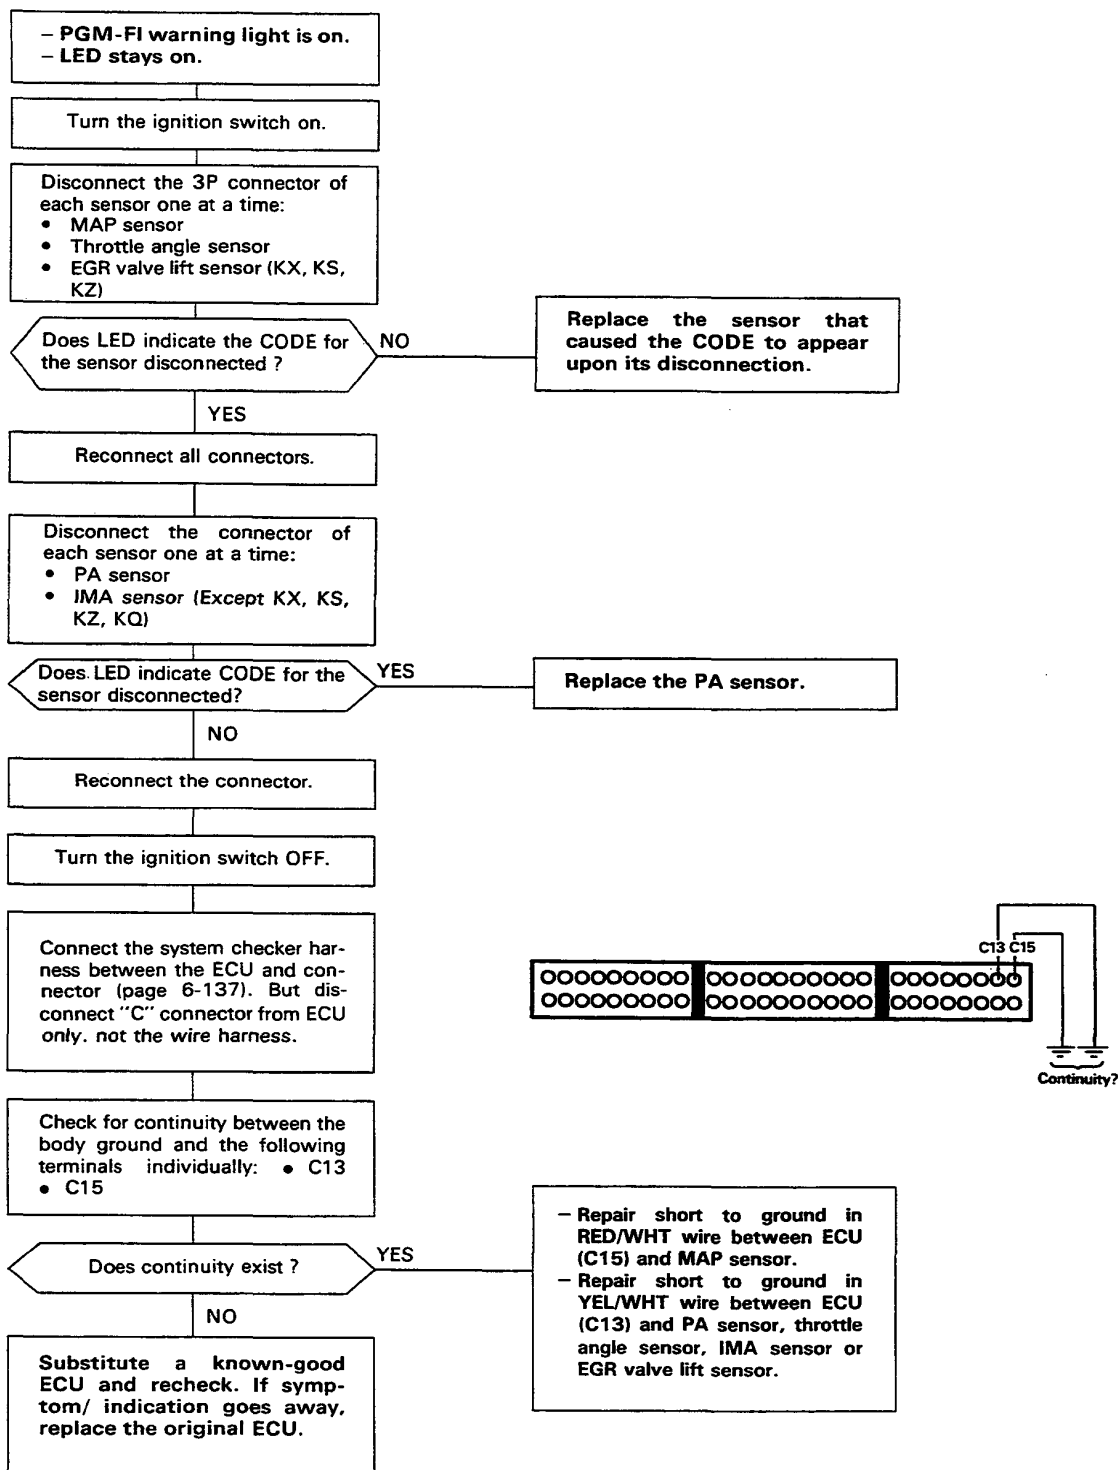 – PGM-FI warning light is on.
– LED stays on.
Turn the ignition switch on.
Disconnect the 3P connector of
each sensor one at a time:
• MAP sensor
• Throttle angle sensor
• EGR valve lift sensor (KX, KS,
KZ)
Does LED indicate the CODE for
the sensor disconnected ?
NO
Replace the sensor that
caused the CODE to appear
upon its disconnection.
YES
Reconnect all connectors.
Disconnect the connector of
each sensor one at a time:
• PA sensor
• IMA sensor (Except KX, KS,
KZ, KQ)
Does LED indicate CODE for the
sensor disconnected?
YES
Replace the PA sensor.
NO
Reconnect the connector.
Turn the ignition switch OFF.
Connect the system checker har-
ness between the ECU and con-
nector (page 6-137). But dis-
connect "C" connector from ECU
only. not the wire harness.
C13 C15
Continuity?
Check for continuity between the
body ground and the following
terminals individually: • C13
• C15
Does continuity exist ?
YES
– Repair short to ground in
RED/WHT wire between ECU
(C15) and MAP sensor.
– Repair short to ground in
YEL/WHT wire between ECU
(C13) and PA sensor, throttle
angle sensor, IMA sensor or
EGR valve lift sensor.
NO
Substitute a known-good
ECU and recheck. If symp-
tom/ indication goes away,
replace the original ECU.